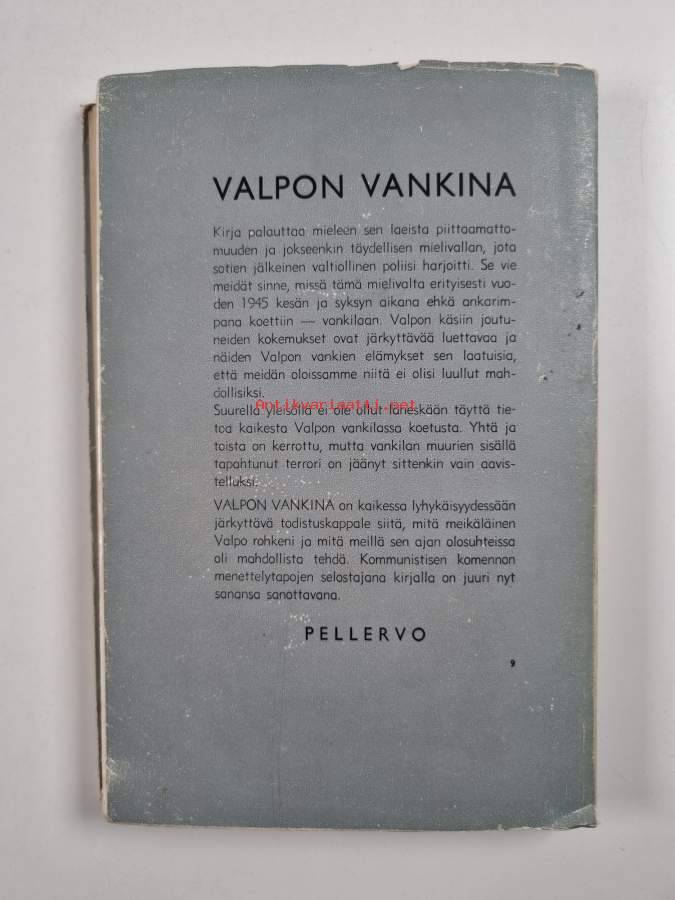 VALPON VANKINA
Kirja palauttaa mieleen sen laeista piittaamatto-
muuden ja jokseenkin täydellisen mielivallan, jota
sotien jälkeinen valtiollinen poliisi harjoitti. Se vie
meidät sinne, missä tämä mielivalta erityisesti vuo-
den 1945 kesän ja syksyn aikana ehkä ankarim-
pana koettiin — vankilaan. Valpon käsiin joutu-
neiden kokemukset ovat järkyttävää luettavaa ja
näiden Valpon vankien elämykset sen laatuisia,
että meidän oloissamme niitä ei olisi luullut mah-
dollisiksi.
Antikvariaatti.net
Suurella yleisöllä ei ole ollut läheskään täyttä tie-
toa kaikesta Valpon vankilassa koetusta. Yhtä ja
toista on kerrottu, mutta vankilan muurien sisällä
tapahtunut terrori on jäänyt sittenkin vain aavis-
telluksi.
VALPON VANKINA on kaikessa lyhykäisyydessään
järkyttävä todistuskappale siitä, mitä meikäläinen
Valpo rohkeni ja mitä meillä sen ajan olosuhteissa
oli mahdollista tehdä. Kommunistisen komennon
menettelytapojen selostajana kirjalla on juuri nyt
sanansa sanottavana.
PELLERVO
9